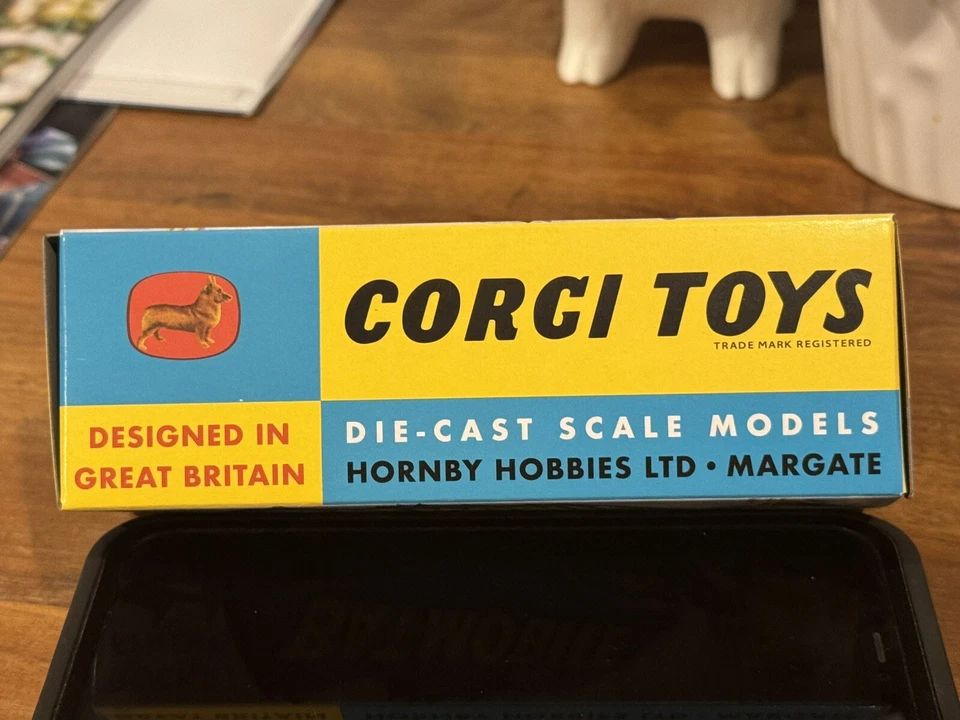 CORGI TOYS
TRADE MARK REGISTERED
DESIGNED IN
GREAT BRITAIN
DIE-CAST SCALE MODELS
HORNBY HOBBIES LTD • MARGATE